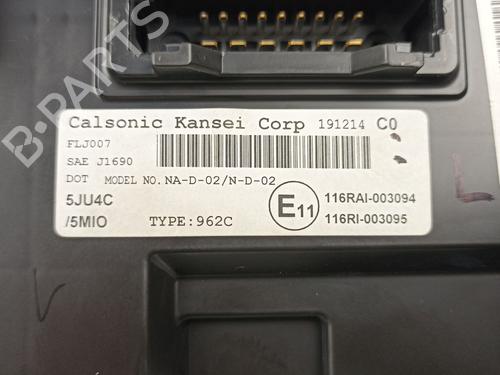 B-PARTS
Calsonic Kansei Corp 191214 C0
FLJ007
SAE J1690
DOT MODEL NO. NA-D-02/N-D-02
5JU4C
/5MIO TYPE:962C
E11
116RAI-003094
116RI-003095
L
V